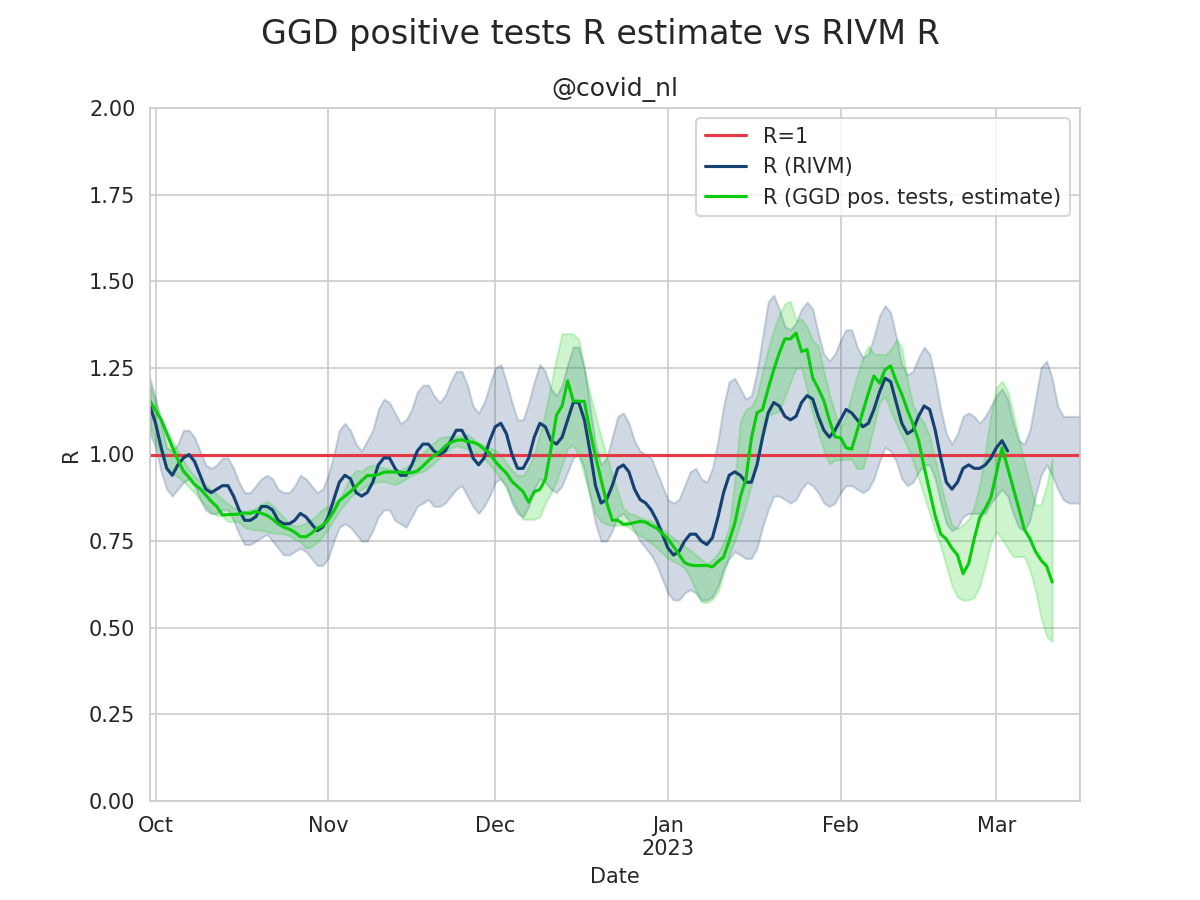 GGD positive tests R estimate vs RIVM R
@covid_nl
R=1
R (RIVM)
R (GGD pos. tests, estimate)
2.00
1.75
1.50
1.25
1.00
0.75
0.50
0.25
0.00
R
Oct Nov Dec Jan Feb Mar
2023
Date